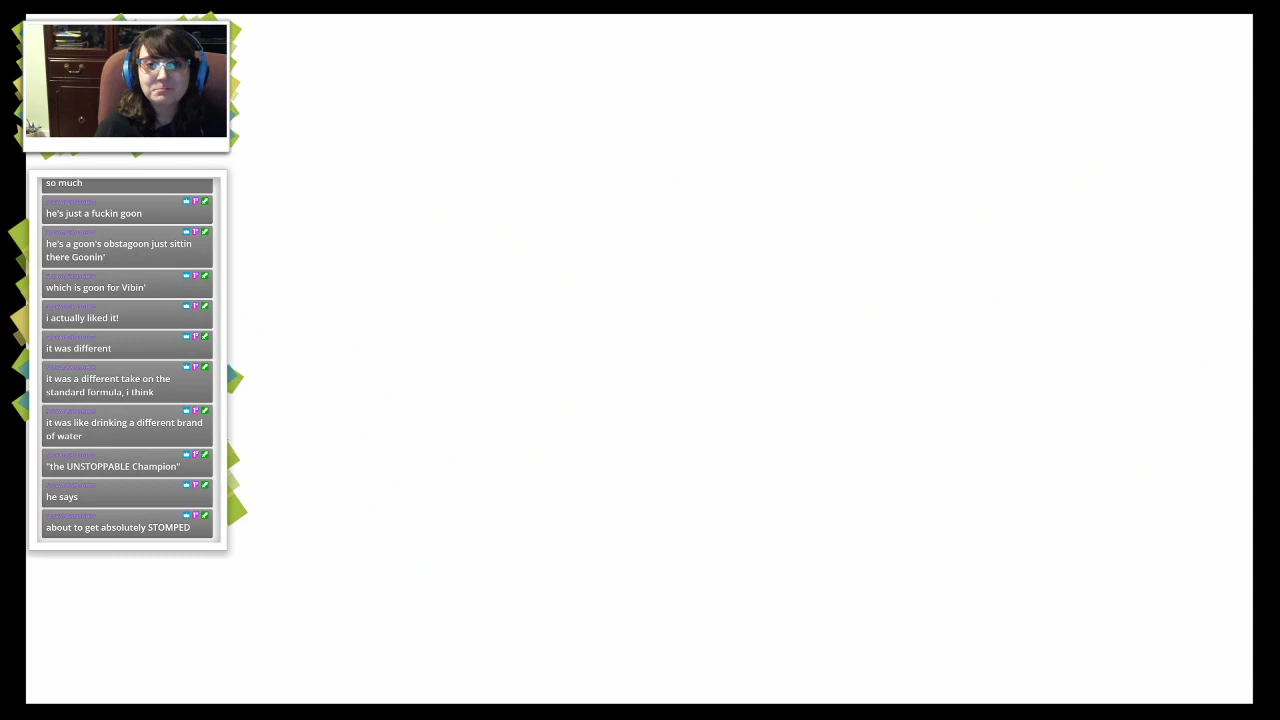 so much
he's just a fuckin goon
he's a goon's obstagoon just sittin
there Goonin'
which is goon for Vibin'
i actually liked it!
it was different
it was a different take on the
standard formula, i think
it was like drinking a different brand
of water
"the UNSTOPPABLE Champion"
he says
about to get absolutely STOMPED